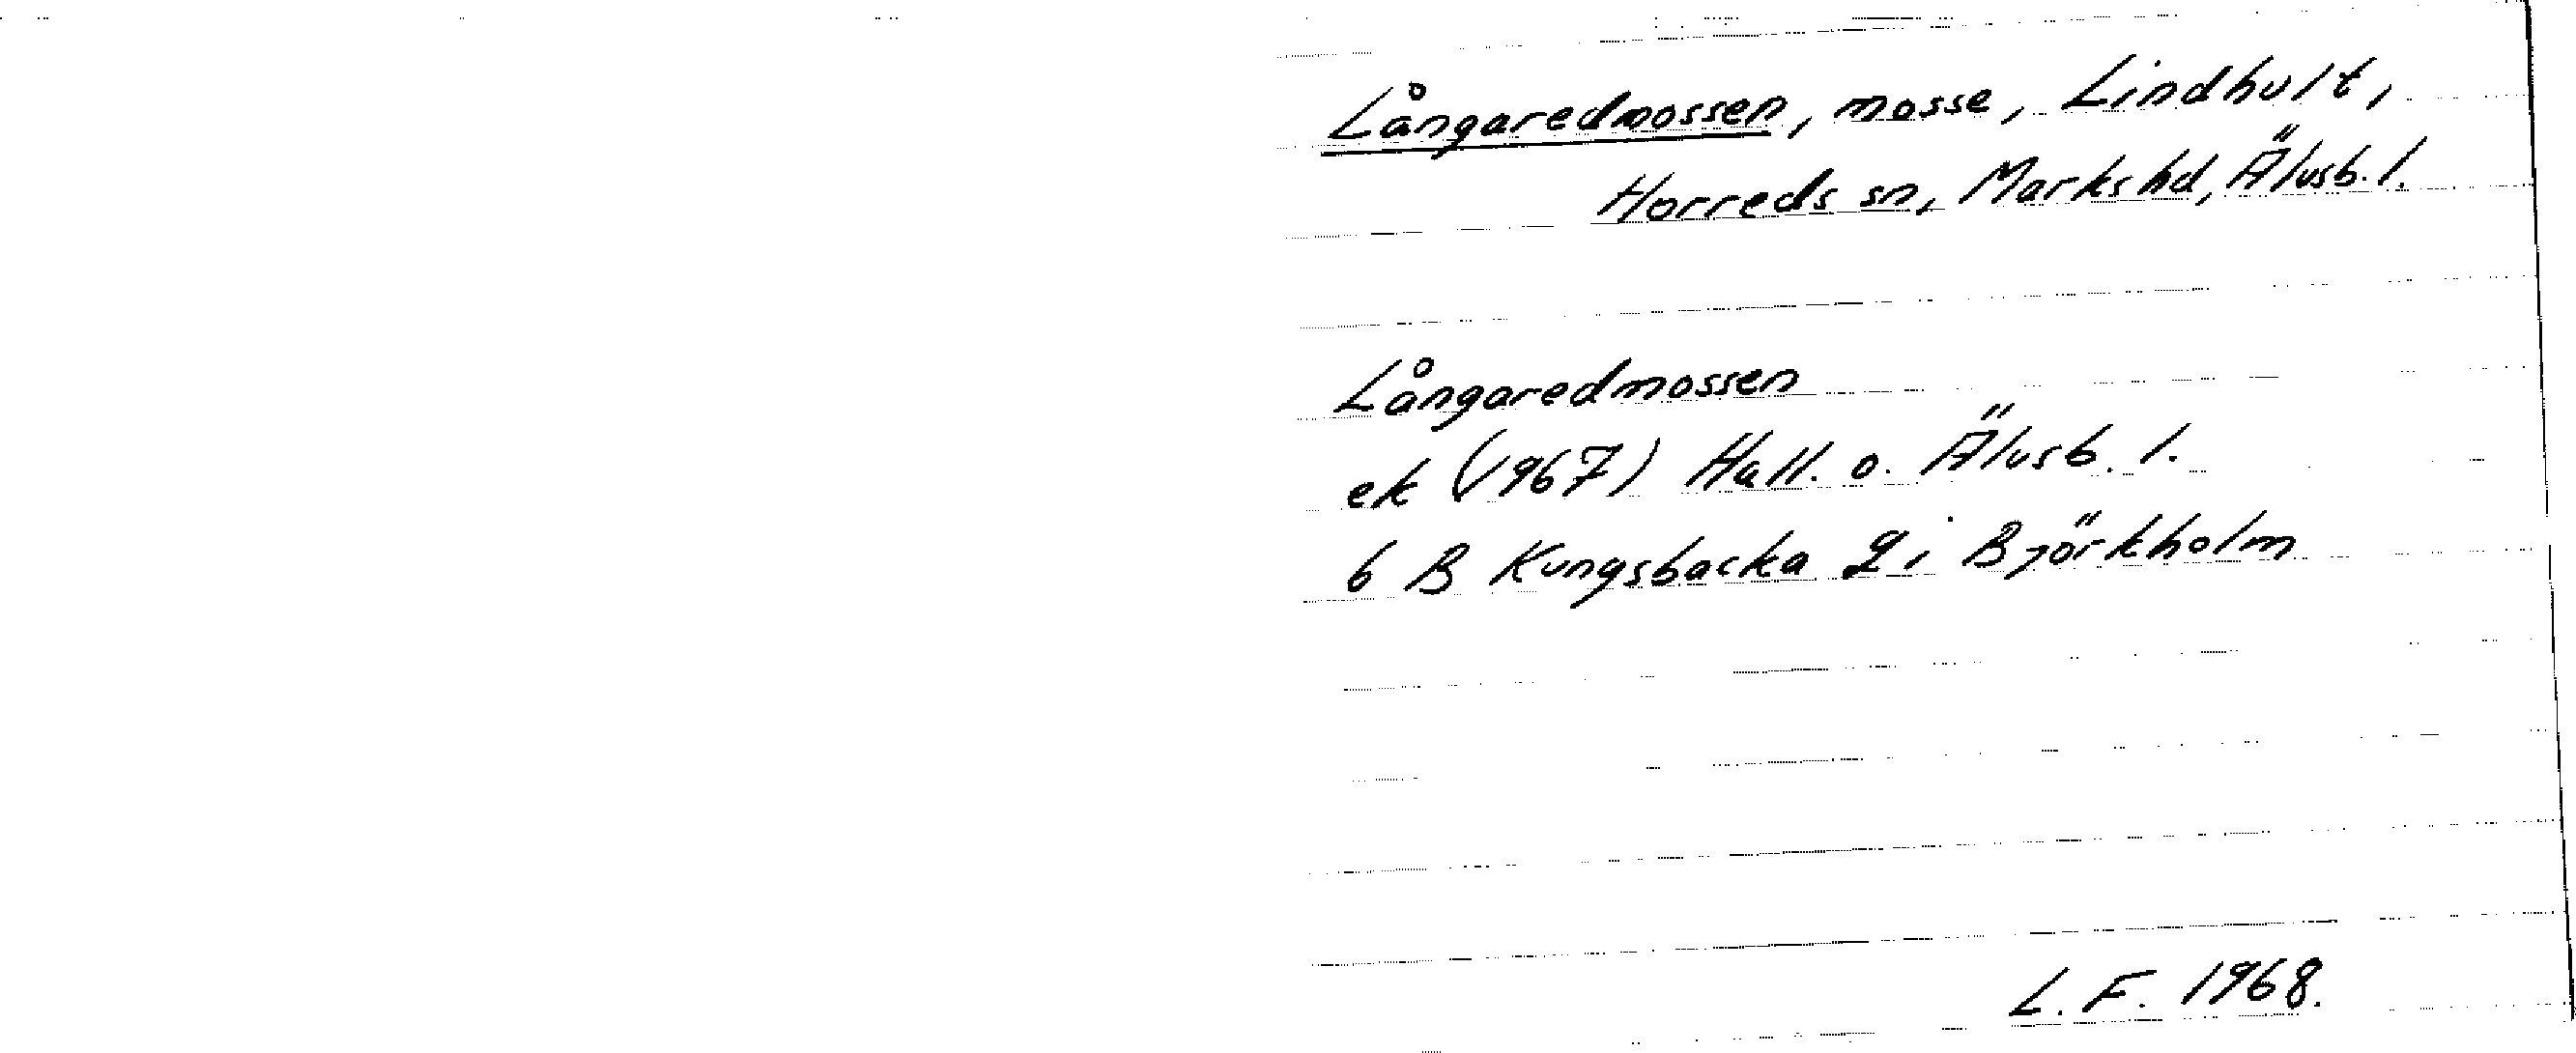 Långaredmossen, mosse, Lindhult,
Horreds sn, Marks hd, Älvsb. l.
Långaredmossen
ek (1967) Hall. o. Älvsb. l.
6 B Kungsbacka 2 i Björkholm
L. F. 1968.